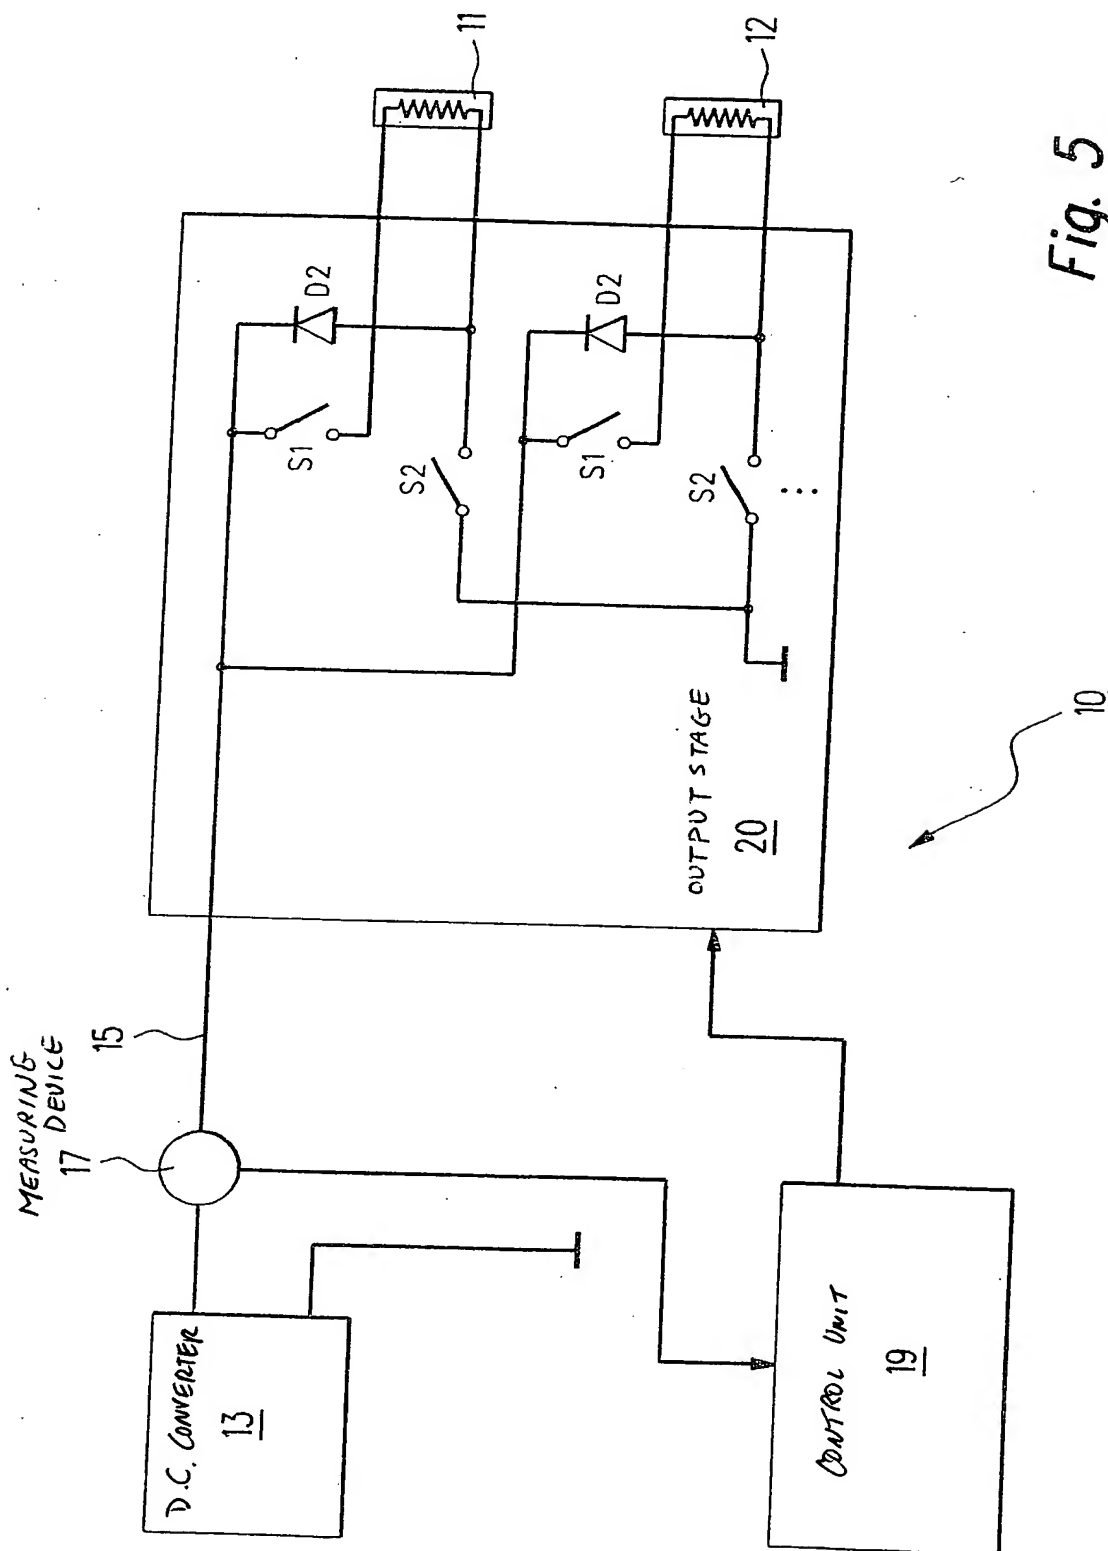 MEASURING
DEVICE
17
15
D.C. CONVERTER
13
CONTROL UNIT
19
OUTPUT STAGE
20
S1
D2
S2
11
S1
D2
S2
12
10
Fig. 5